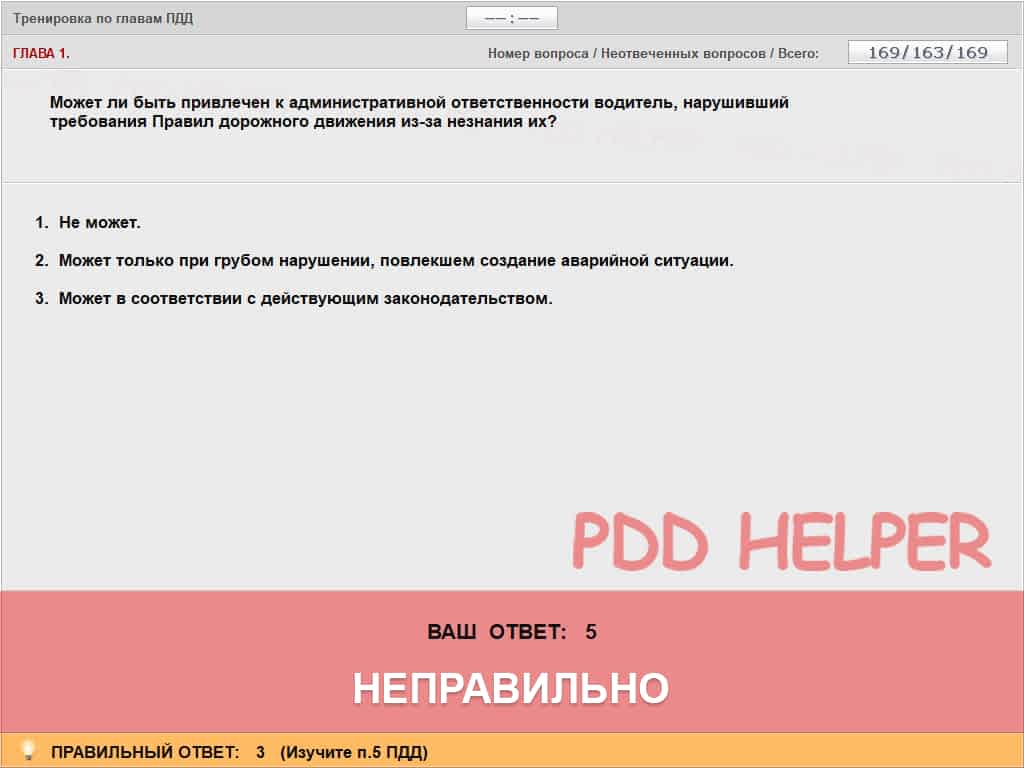 Тренировка по главам ПДД
—— : ——
ГЛАВА 1.
Номер вопроса / Неотвеченных вопросов / Всего: 169/163/169
Может ли быть привлечен к административной ответственности водитель, нарушивший
требования Правил дорожного движения из-за незнания их?
1. Не может.
2. Может только при грубом нарушении, повлекшем создание аварийной ситуации.
3. Может в соответствии с действующим законодательством.
PDD HELPER
ВАШ ОТВЕТ: 5
НЕПРАВИЛЬНО
ПРАВИЛЬНЫЙ ОТВЕТ: 3 (Изучите п.5 ПДД)